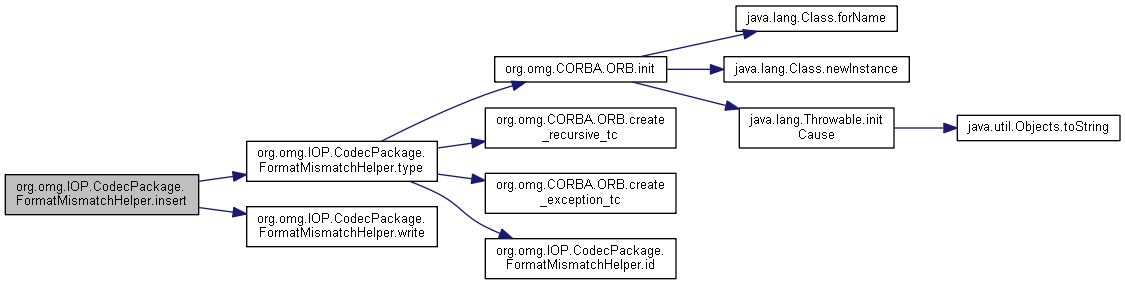 org.omg.IOP.CodecPackage.
FormatMismatchHelper.insert
org.omg.IOP.CodecPackage.
FormatMismatchHelper.type
org.omg.IOP.CodecPackage.
FormatMismatchHelper.write
org.omg.CORBA.ORB.init
org.omg.CORBA.ORB.create
_recursive_tc
org.omg.CORBA.ORB.create
_exception_tc
org.omg.IOP.CodecPackage.
FormatMismatchHelper.id
java.lang.Class.forName
java.lang.Class.newInstance
java.lang.Throwable.init
Cause
java.util.Objects.toString